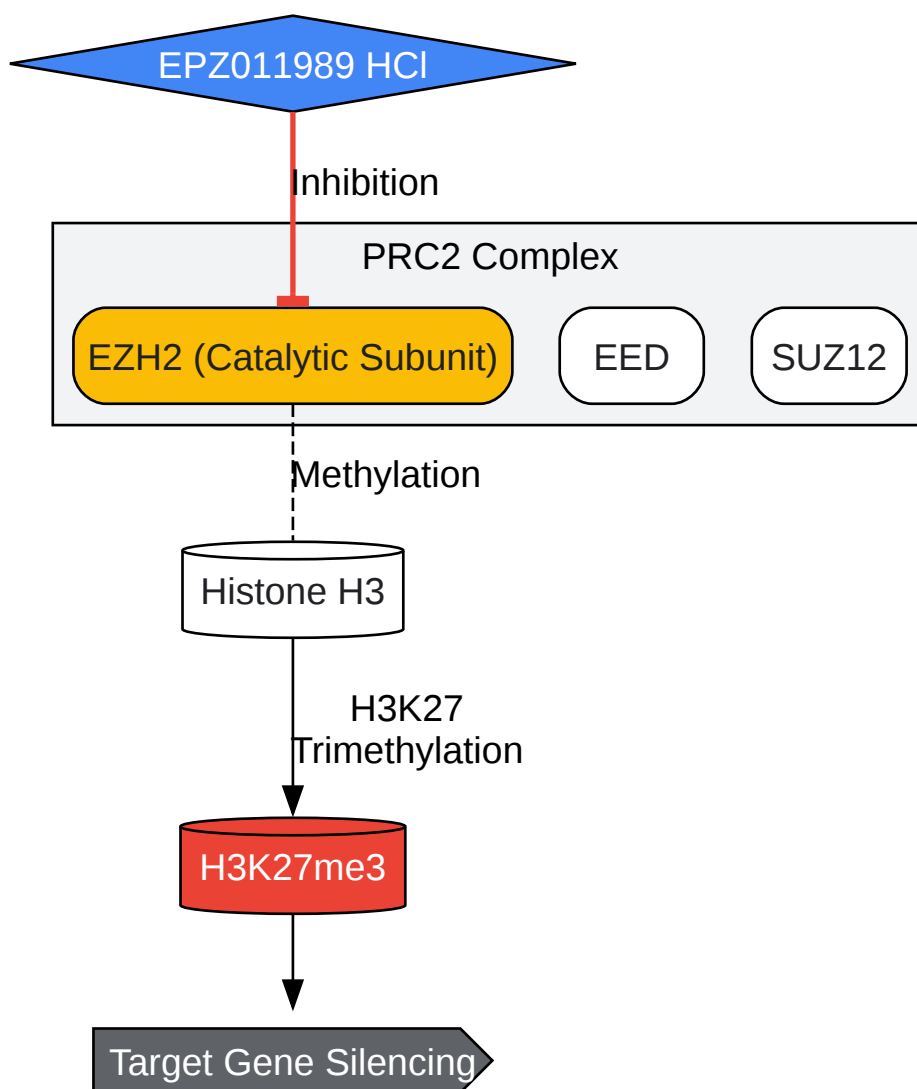 EPZ011989 HCl
Inhibition
PRC2 Complex
EZH2 (Catalytic Subunit)
EED
SUZ12
Methylation
Histone H3
H3K27
Trimethylation
H3K27me3
Target Gene Silencing